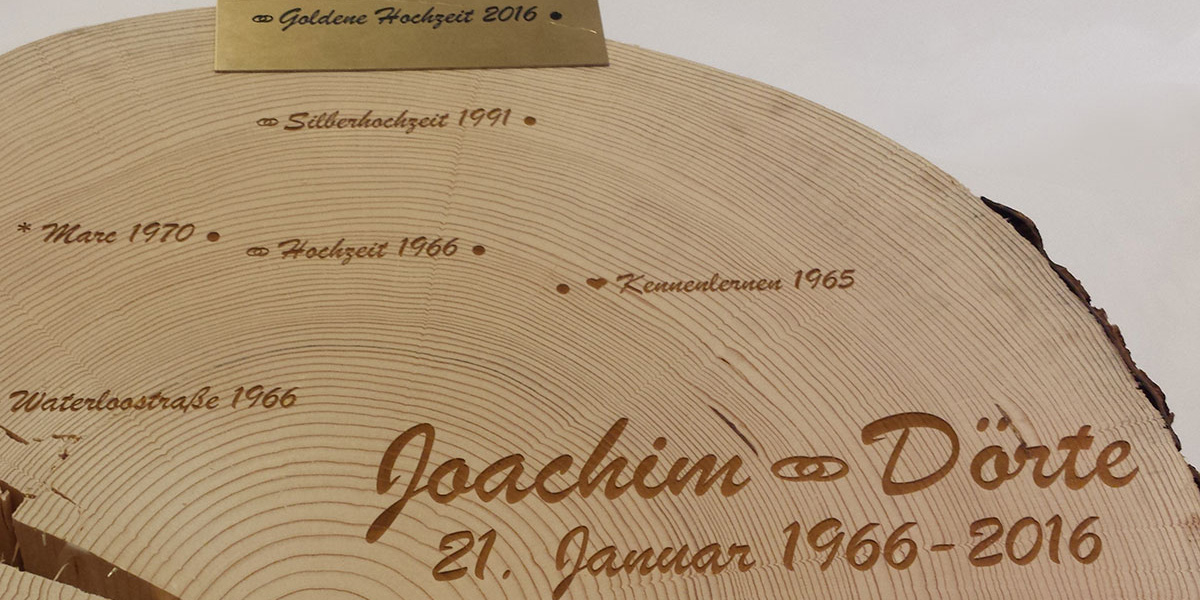 Goldene Hochzeit 2016
Silberhochzeit 1991
* Marc 1970
Hochzeit 1966
Kennenlernen 1965
Waterloostraße 1966
Joachim Dörte
21. Januar 1966-2016